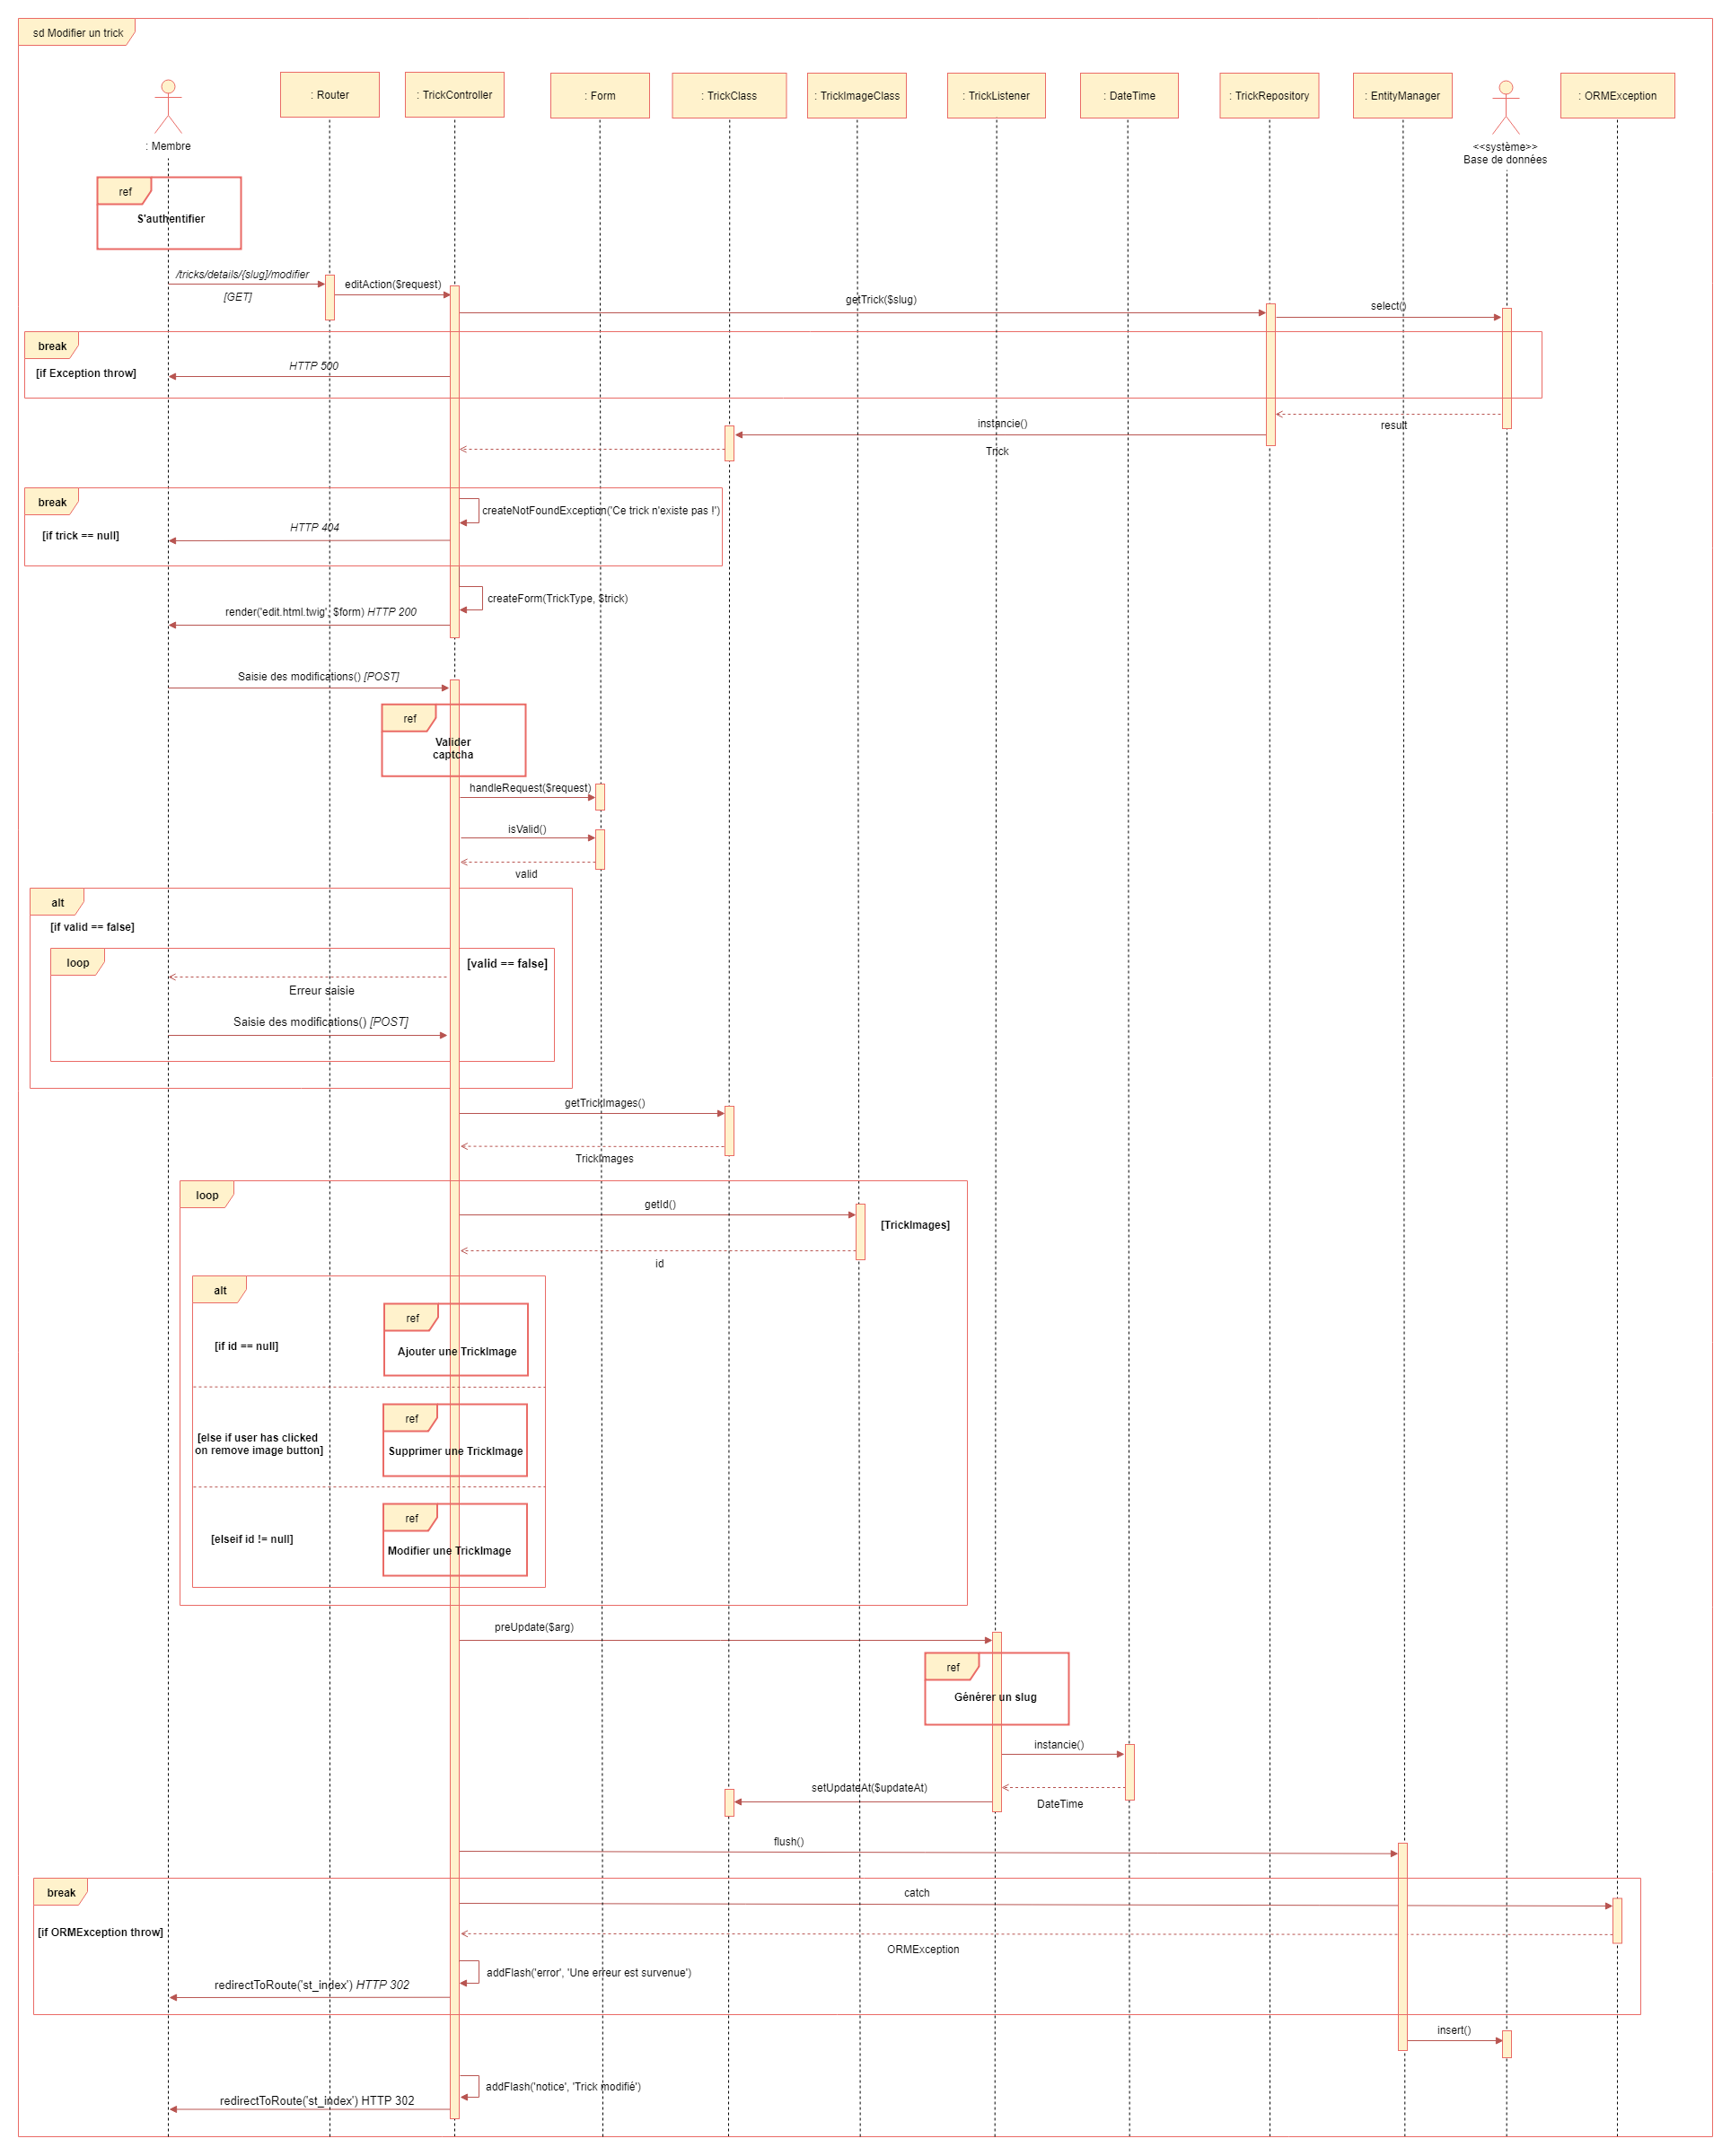 sd Modifier un trick
: Membre
: Router
: TrickController
: Form
: TrickClass
: TrickImageClass
: TrickListener
: DateTime
: TrickRepository
: EntityManager
<<système>>
Base de données
: ORMException
ref
S'authentifier
/tricks/details/{slug}/modifier
[GET]
editAction($request)
getTrick($slug)
select()
break
[if Exception throw]
HTTP 500
result
instancie()
Trick
break
[if trick == null]
createNotFoundException('Ce trick n'existe pas !')
HTTP 404
createForm(TrickType, $trick)
render('edit.html.twig', $form) HTTP 200
Saisie des modifications() [POST]
ref
Valider
captcha
handleRequest($request)
isValid()
valid
alt
[if valid == false]
loop
[valid == false]
Erreur saisie
Saisie des modifications() [POST]
getTrickImages()
TrickImages
loop
getId()
[TrickImages]
id
alt
ref
[if id == null]
Ajouter une TrickImage
ref
[else if user has clicked
on remove image button]
Supprimer une TrickImage
ref
[elseif id != null]
Modifier une TrickImage
preUpdate($arg)
ref
Générer un slug
instancie()
setUpdateAt($updateAt)
DateTime
flush()
break
catch
[if ORMException throw]
ORMException
addFlash('error', 'Une erreur est survenue')
redirectToRoute('st_index') HTTP 302
insert()
addFlash('notice', 'Trick modifié')
redirectToRoute('st_index') HTTP 302